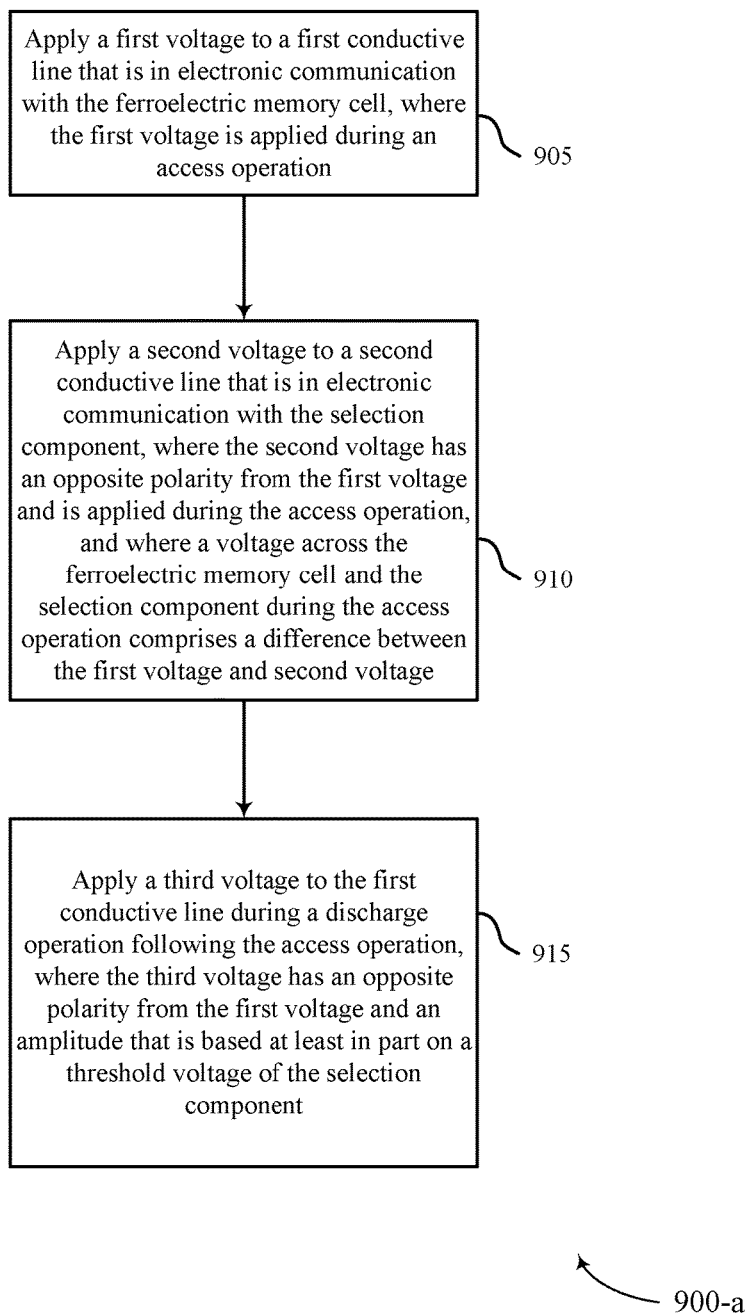 Apply a first voltage to a first conductive
line that is in electronic communication
with the ferroelectric memory cell, where
the first voltage is applied during an
access operation
905
Apply a second voltage to a second
conductive line that is in electronic
communication with the selection
component, where the second voltage has
an opposite polarity from the first voltage
and is applied during the access operation,
and where a voltage across the
ferroelectric memory cell and the
selection component during the access
operation comprises a difference between
the first voltage and second voltage
910
Apply a third voltage to the first
conductive line during a discharge
operation following the access operation,
where the third voltage has an opposite
polarity from the first voltage and an
amplitude that is based at least in part on a
threshold voltage of the selection
component
915
900-a